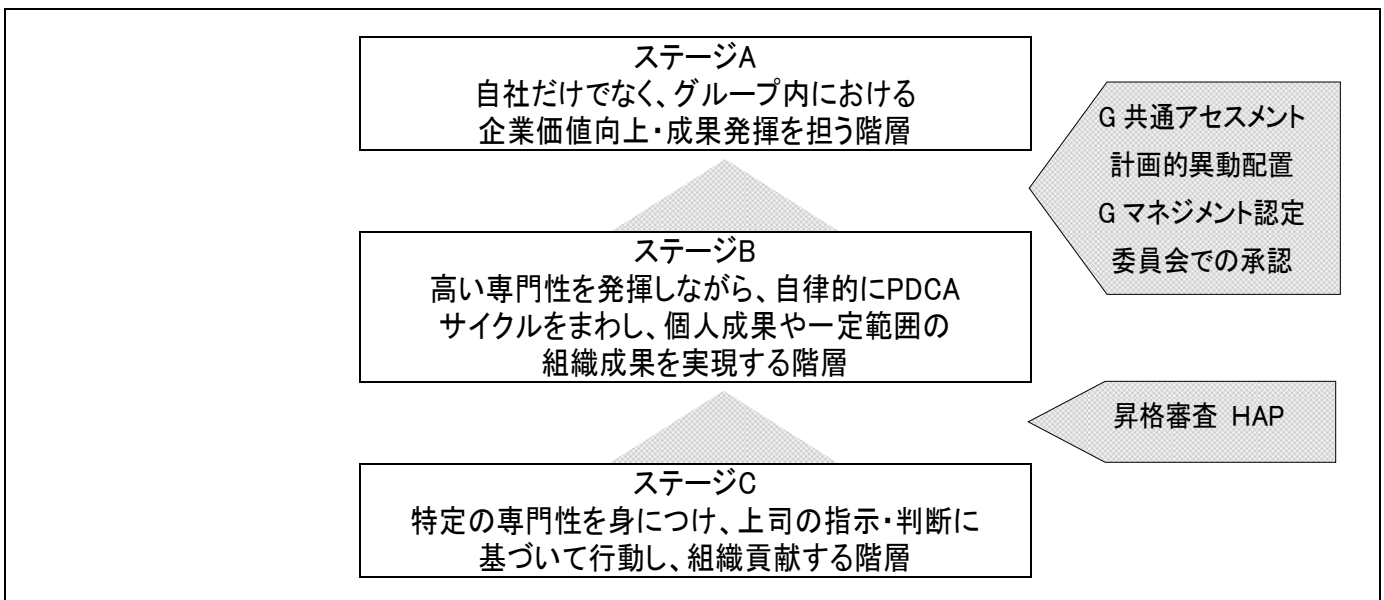 ステージA
自社だけでなく、グループ内における
企業価値向上・成果発揮を担う階層
G 共通アセスメント
計画的異動配置
G マネジメント認定
委員会での承認
ステージB
高い専門性を発揮しながら、自律的にPDCA
サイクルをまわし、個人成果や一定範囲の
組織成果を実現する階層
昇格審査 HAP
ステージC
特定の専門性を身につけ、上司の指示・判断に
基づいて行動し、組織貢献する階層